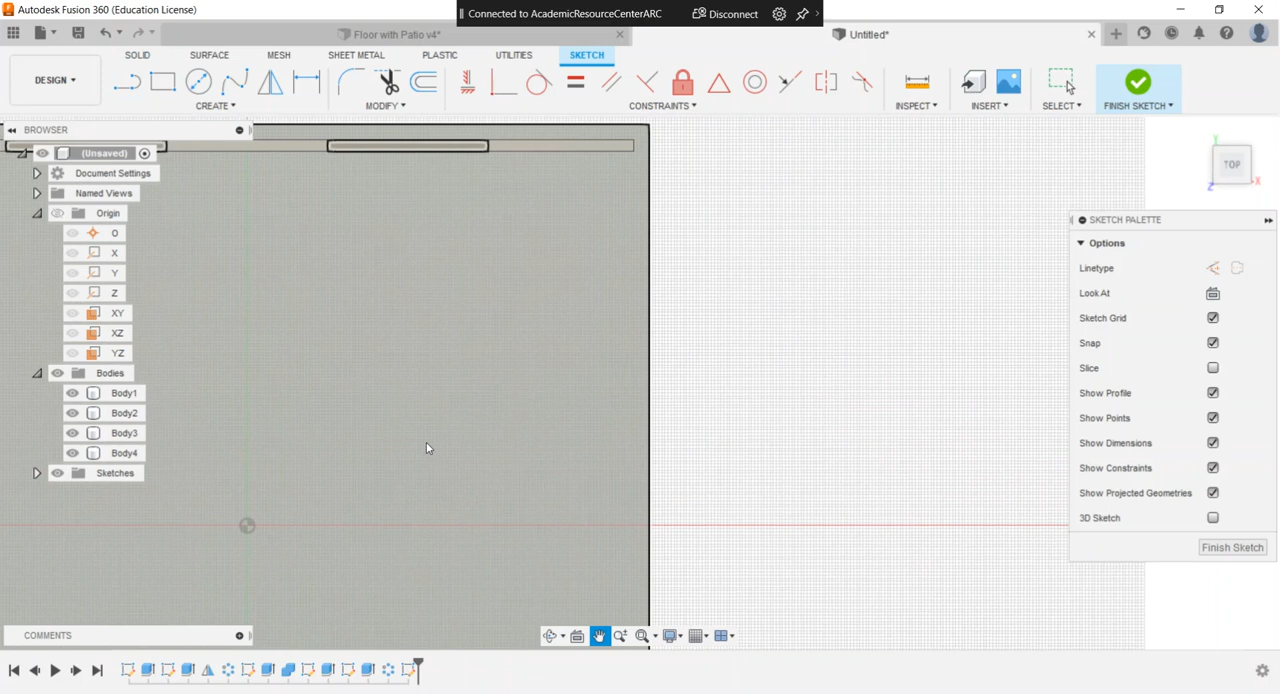 Autodesk Fusion 360 (Education License)
Connected to AcademicResourceCenterARC
Disconnect
Floor with Patio v4*
Untitled*
DESIGN
SOLID
SURFACE
MESH
SHEET METAL
PLASTIC
UTILITIES
SKETCH
CREATE
MODIFY
CONSTRAINTS
INSPECT
INSERT
SELECT
FINISH SKETCH
BROWSER
(Unsaved)
Document Settings
Named Views
Origin
O
X
Y
Z
XY
XZ
YZ
Bodies
Body1
Body2
Body3
Body4
Sketches
Y
TOP
X
Z
SKETCH PALETTE
Options
Linetype
Look At
Sketch Grid
Snap
Slice
Show Profile
Show Points
Show Dimensions
Show Constraints
Show Projected Geometries
3D Sketch
Finish Sketch
COMMENTS